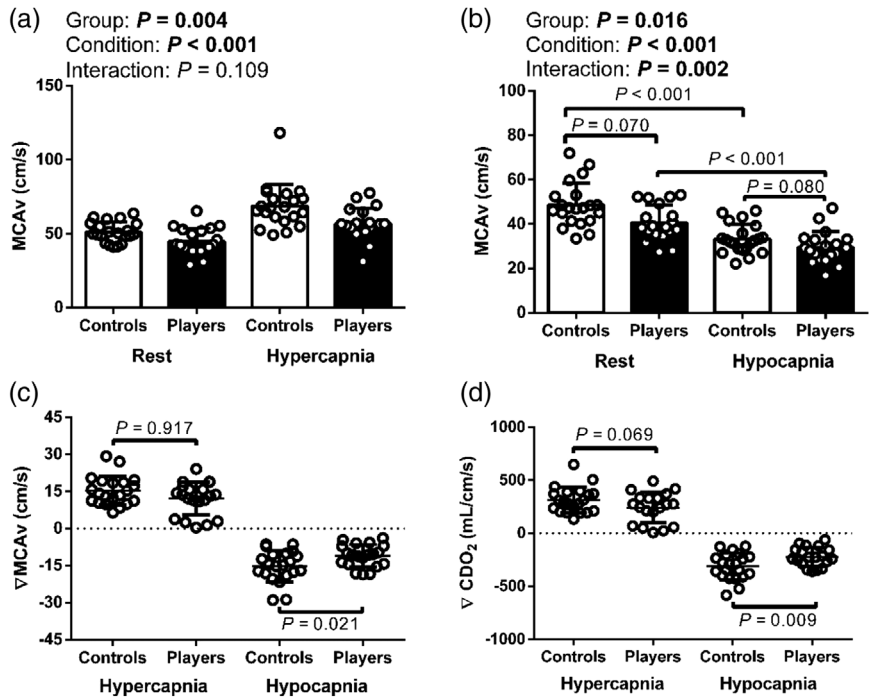 (a)
Group: P = 0.004
Condition: P < 0.001
Interaction: P = 0.109
MCAv (cm/s)
150
100
50
0
Controls Players Controls Players
Rest Hypercapnia
(b)
Group: P = 0.016
Condition: P < 0.001
Interaction: P = 0.002
MCAv (cm/s)
100
80
60
40
20
0
P < 0.001
P = 0.070
P < 0.001
P = 0.080
Controls Players Controls Players
Rest Hypocapnia
(c)
∇MCAv (cm/s)
45
30
15
0
-15
-30
-45
P = 0.917
P = 0.021
Controls Players Controls Players
Hypercapnia Hypocapnia
(d)
∇ CDO₂ (mL/cm/s)
1000
500
0
-500
-1000
P = 0.069
P = 0.009
Controls Players Controls Players
Hypercapnia Hypocapnia